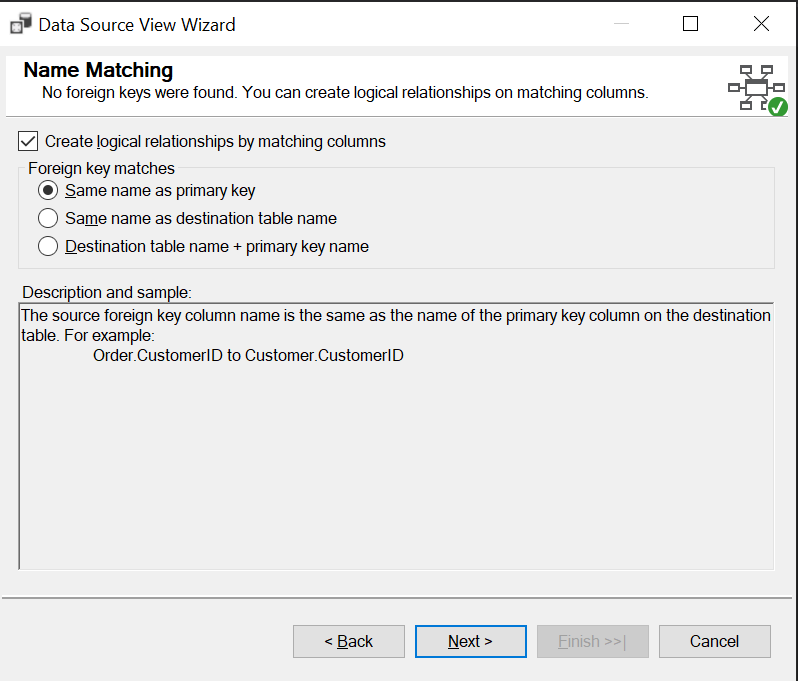 Data Source View Wizard
Name Matching
No foreign keys were found. You can create logical relationships on matching columns.
Create logical relationships by matching columns
Foreign key matches
Same name as primary key
Same name as destination table name
Destination table name + primary key name
Description and sample:
The source foreign key column name is the same as the name of the primary key column on the destination
table. For example:
Order.CustomerID to Customer.CustomerID
< Back
Next >
Finish >>|
Cancel